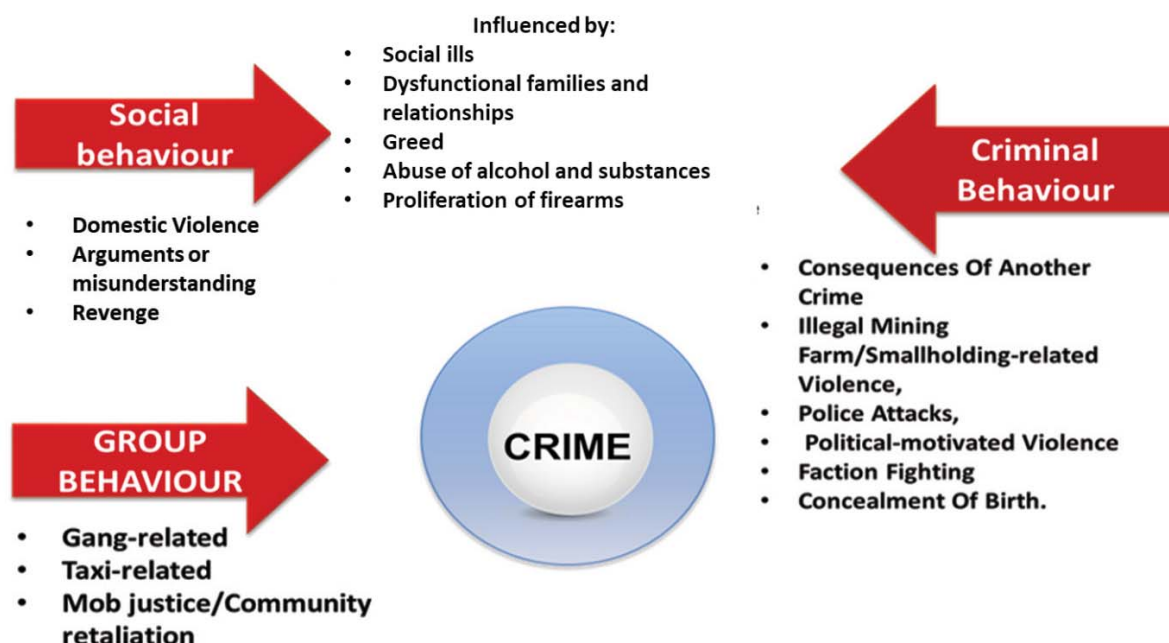 Influenced by:
• Social ills
• Dysfunctional families and
relationships
• Greed
• Abuse of alcohol and substances
• Proliferation of firearms
Social
behaviour
• Domestic Violence
• Arguments or
misunderstanding
• Revenge
Criminal
Behaviour
• Consequences Of Another
Crime
• Illegal Mining
Farm/Smallholding-related
Violence,
• Police Attacks,
• Political-motivated Violence
• Faction Fighting
• Concealment Of Birth.
GROUP
BEHAVIOUR
• Gang-related
• Taxi-related
• Mob justice/Community
retaliation
CRIME